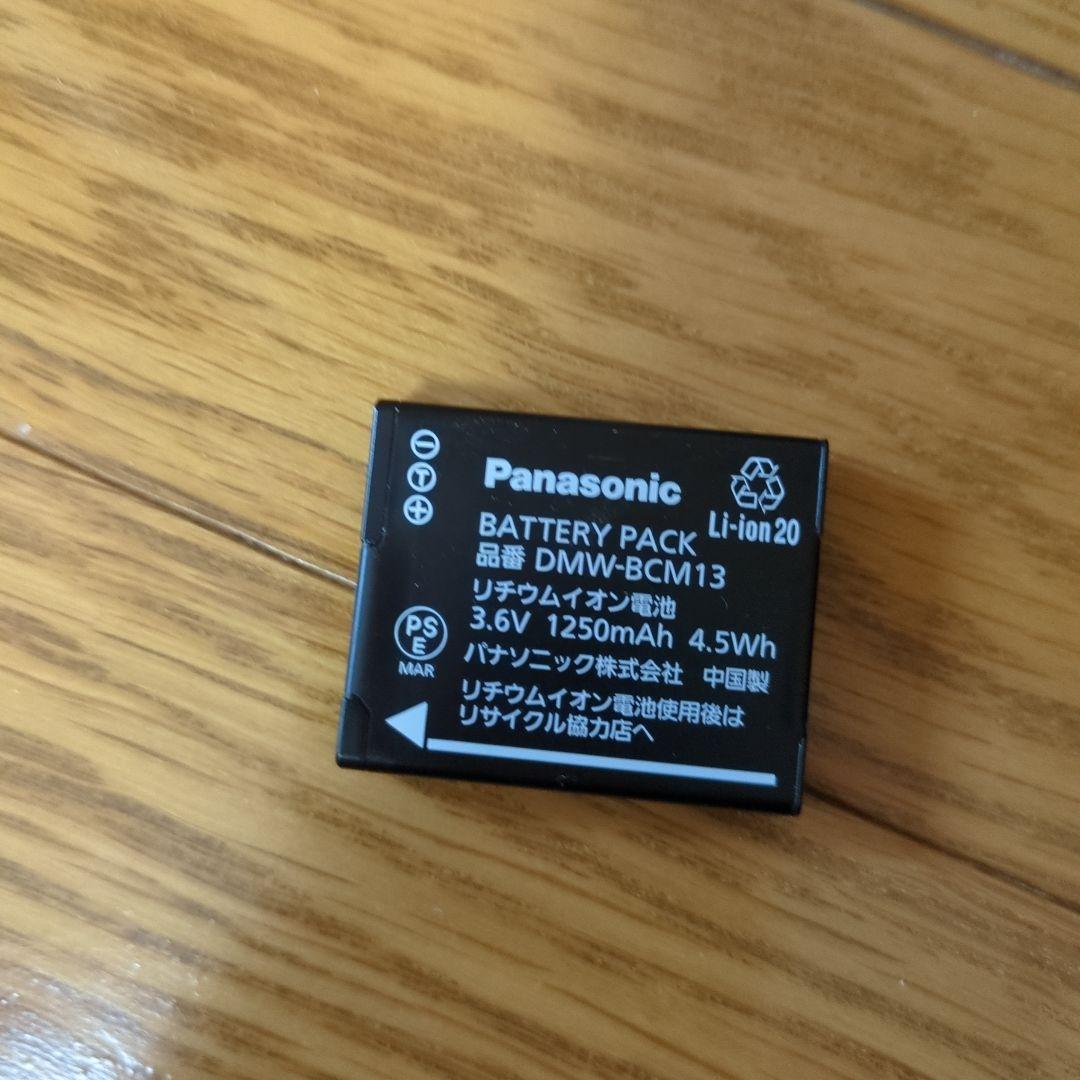 Panasonic
Li-ion20
BATTERY PACK
品番 DMW-BCM13
リチウムイオン電池
3.6V 1250mAh 4.5Wh
パナソニック株式会社 中国製
リチウムイオン電池使用後は
リサイクル協力店へ
⊖
T
⊕
PS
E
MAR